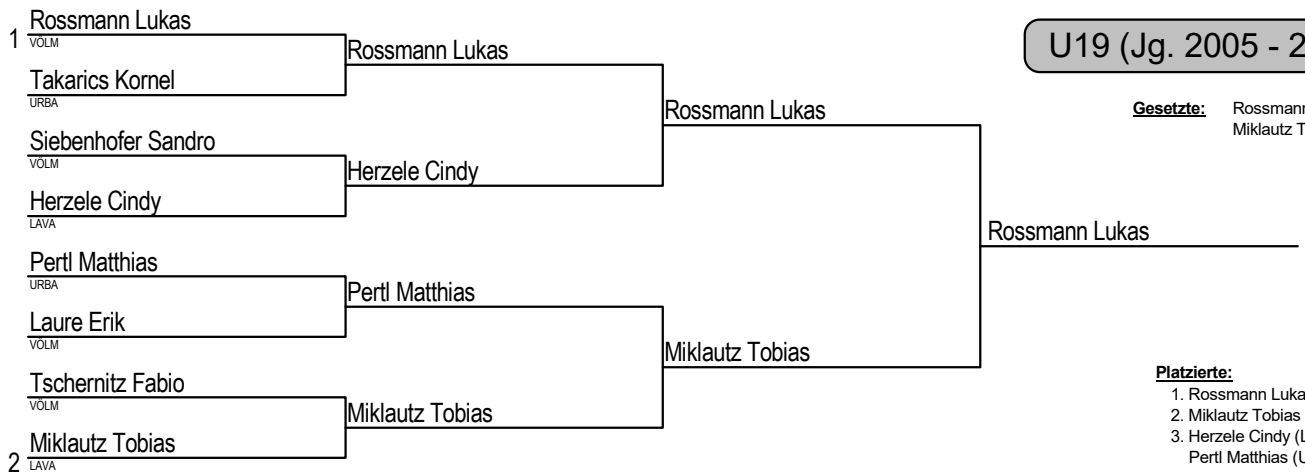 Rossmann Lukas
1 VÖLM
Rossmann Lukas
Takarics Kornel
URBA
Rossmann Lukas
Siebenhofer Sandro
VÖLM
Herzele Cindy
Herzele Cindy
LAVA
Rossmann Lukas
Pertl Matthias
URBA
Pertl Matthias
Laure Erik
VÖLM
Miklautz Tobias
Tschernitz Fabio
VÖLM
Miklautz Tobias
Miklautz Tobias
2 LAVA
U19 (Jg. 2005 - 2
Gesetzte: Rossmann
Miklautz T
Platzierte:
1. Rossmann Luka
2. Miklautz Tobias
3. Herzele Cindy (L
Pertl Matthias (U